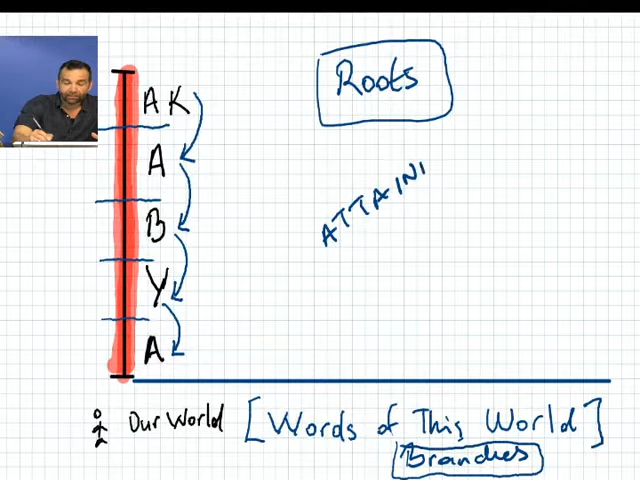 Roots
AK
A
ATTAINI
B
Y
A
Our World [Words of This World]
Branches